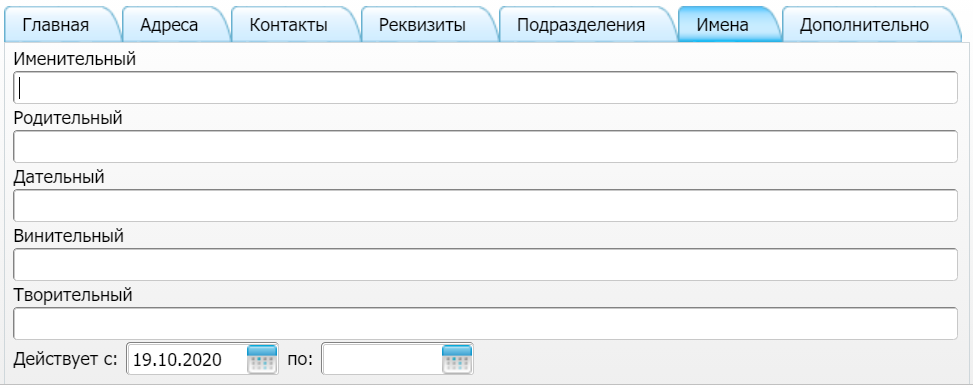 Главная Адреса Контакты Реквизиты Подразделения Имена Дополнительно
Именительный
Родительный
Дательный
Винительный
Творительный
Действует с: 19.10.2020 по: